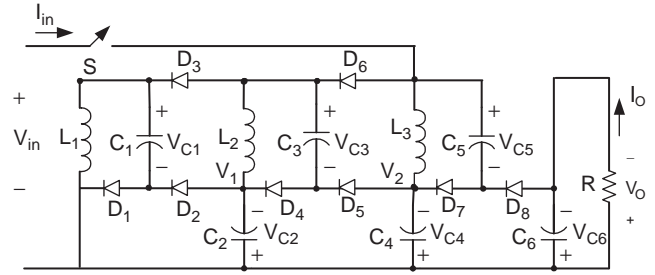 I_in
S
D_3
D_6
+
V_in
−
L_1
C_1
+
−
V_C1
L_2
V_1
C_3
+
−
V_C3
L_3
V_2
C_5
+
−
V_C5
I_O
R
−
V_O
+
D_1
D_2
D_4
D_5
D_7
D_8
C_2
−
V_C2
+
C_4
−
V_C4
+
C_6
−
V_C6
+